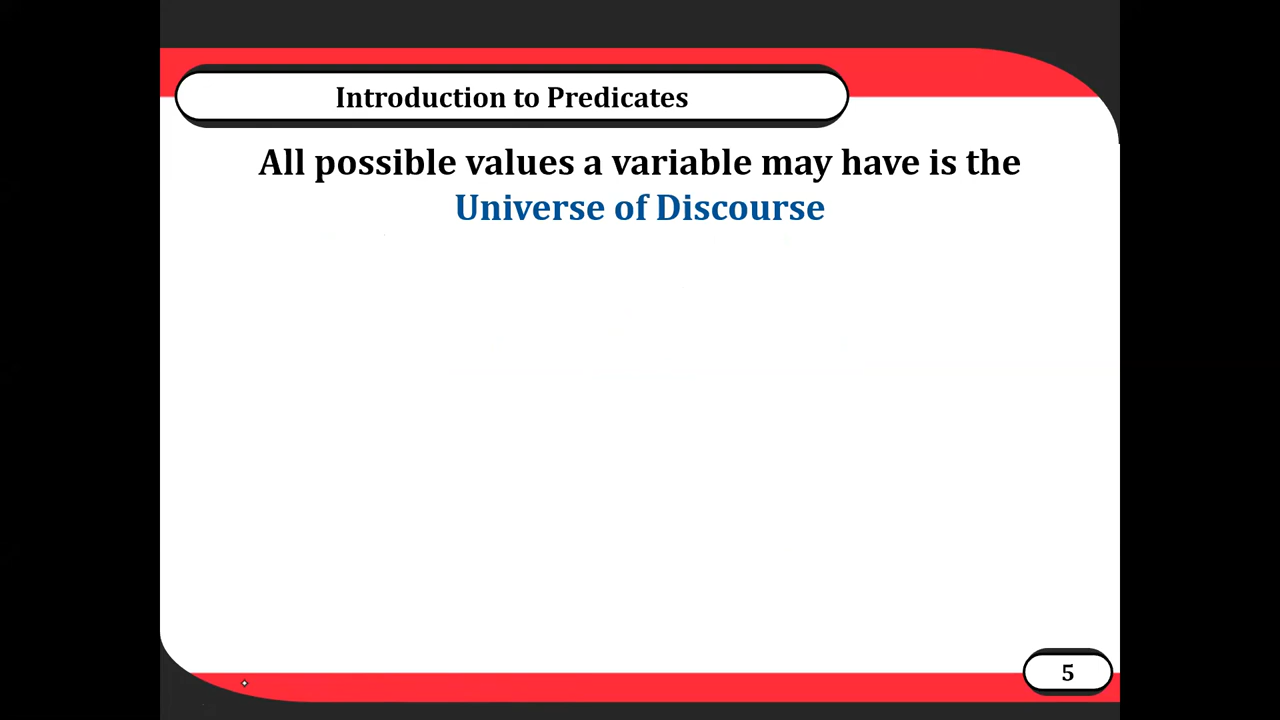 Introduction to Predicates
All possible values a variable may have is the
Universe of Discourse
5